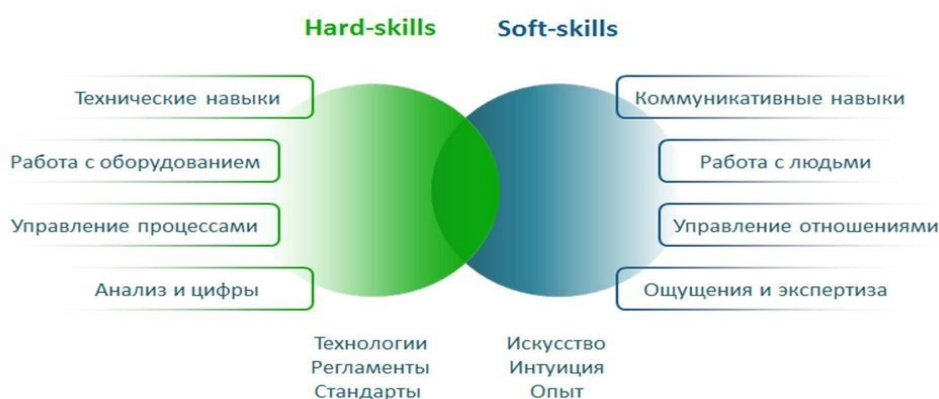 Hard-skills
Soft-skills
Технические навыки
Работа с оборудованием
Управление процессами
Анализ и цифры
Коммуникативные навыки
Работа с людьми
Управление отношениями
Ощущения и экспертиза
Технологии
Регламенты
Стандарты
Искусство
Интуиция
Опыт